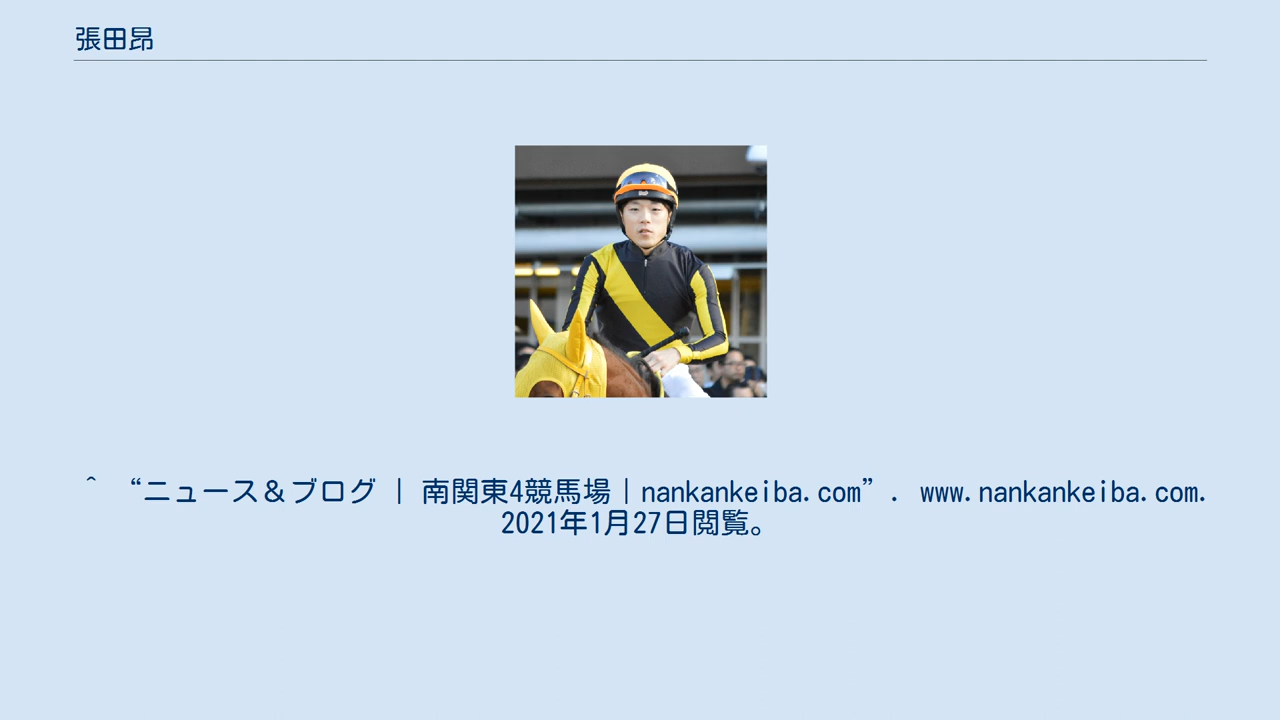 張田昂
^ “ニュース＆ブログ | 南関東4競馬場｜nankankeiba.com”. www.nankankeiba.com.
2021年1月27日閲覧。